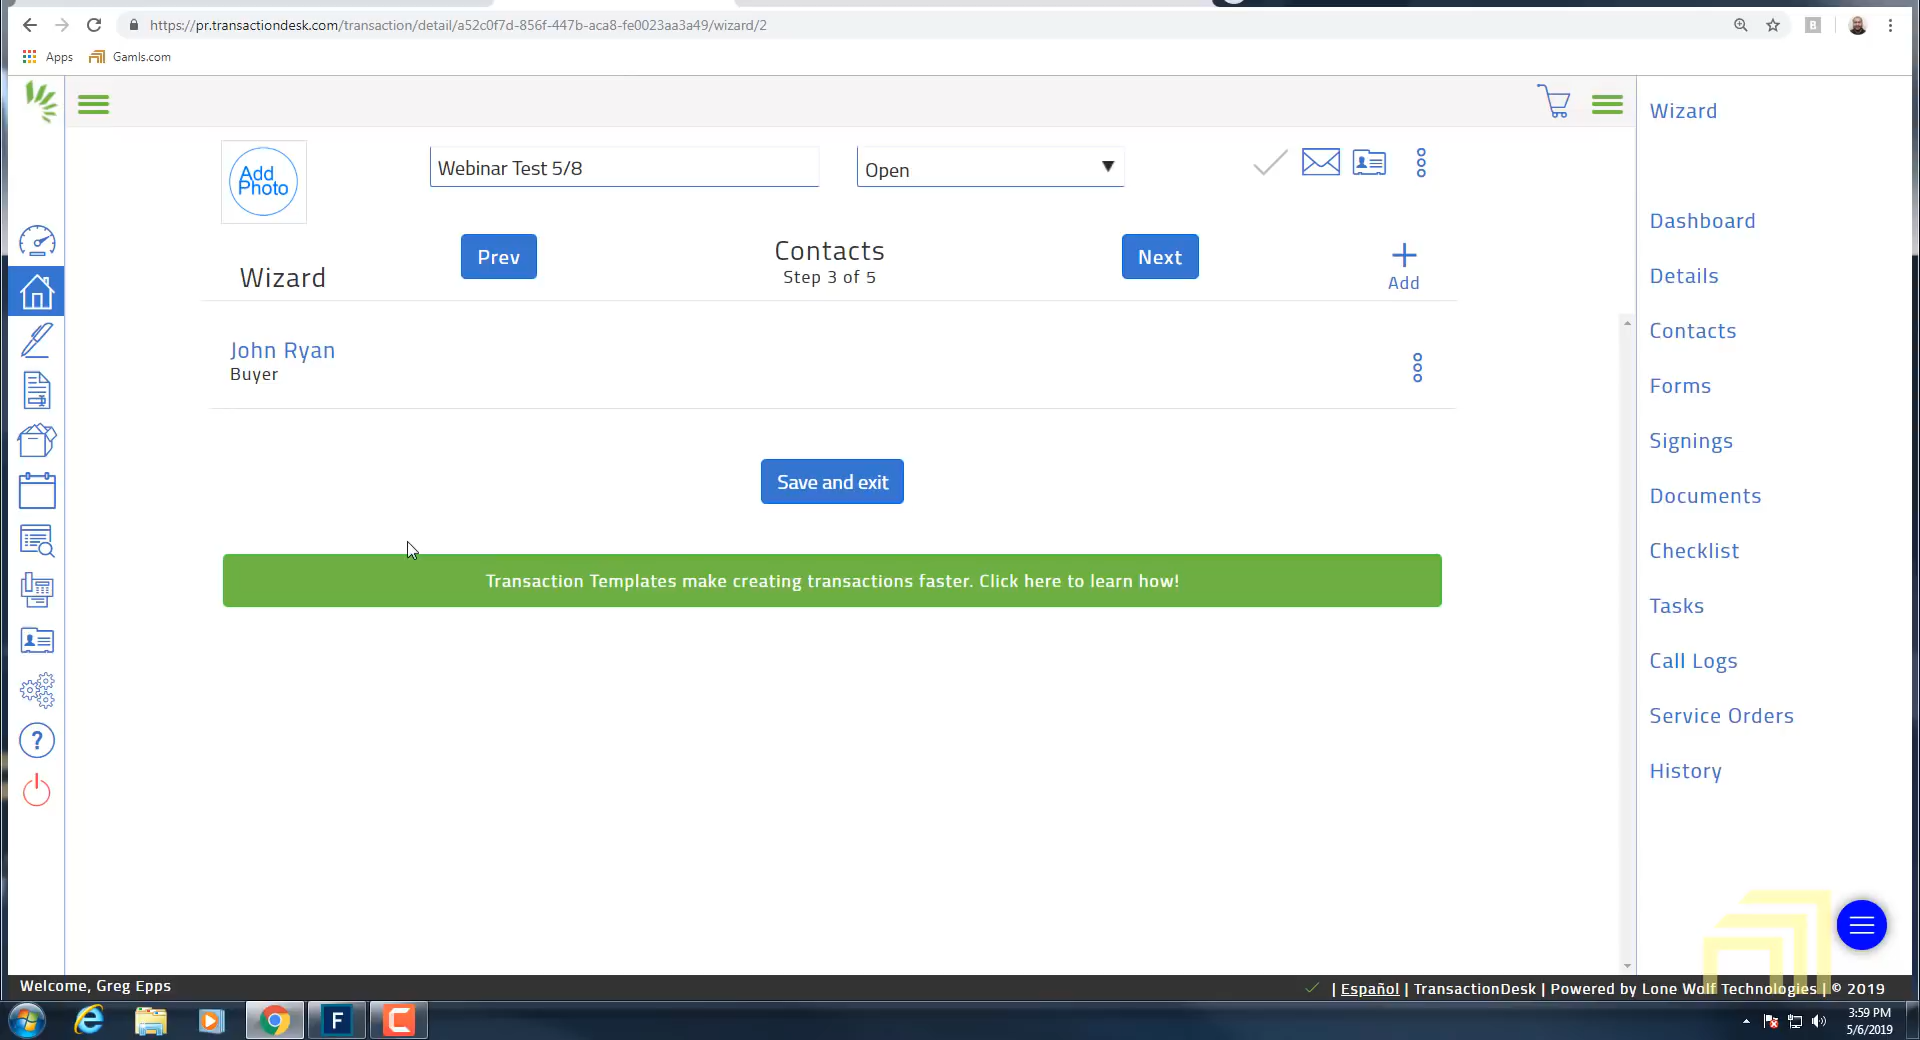 https://pr.transactiondesk.com/transaction/detail/a52c0f7d-856f-447b-aca8-fe0023aa3a49/wizard/2
B
Apps
Gamls.com
Add
Photo
Webinar Test 5/8
Open
Wizard
Prev
Contacts
Step 3 of 5
Next
Add
John Ryan
Buyer
Save and exit
Transaction Templates make creating transactions faster. Click here to learn how!
Wizard
Dashboard
Details
Contacts
Forms
Signings
Documents
Checklist
Tasks
Call Logs
Service Orders
History
?
Welcome, Greg Epps
| Español | TransactionDesk | Powered by Lone Wolf Technologies | © 2019
F
C
3:59 PM
5/6/2019